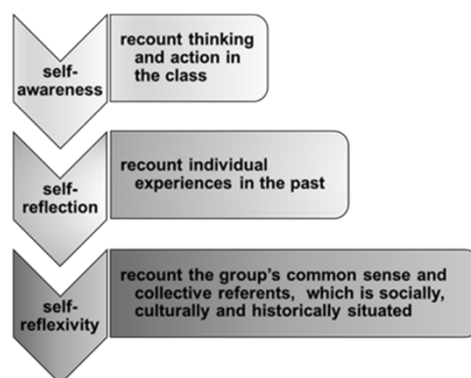 self-
awareness
recount thinking
and action in
the class
self-
reflection
recount individual
experiences in the past
self-
reflexivity
recount the group's common sense and
collective referents, which is socially,
culturally and historically situated